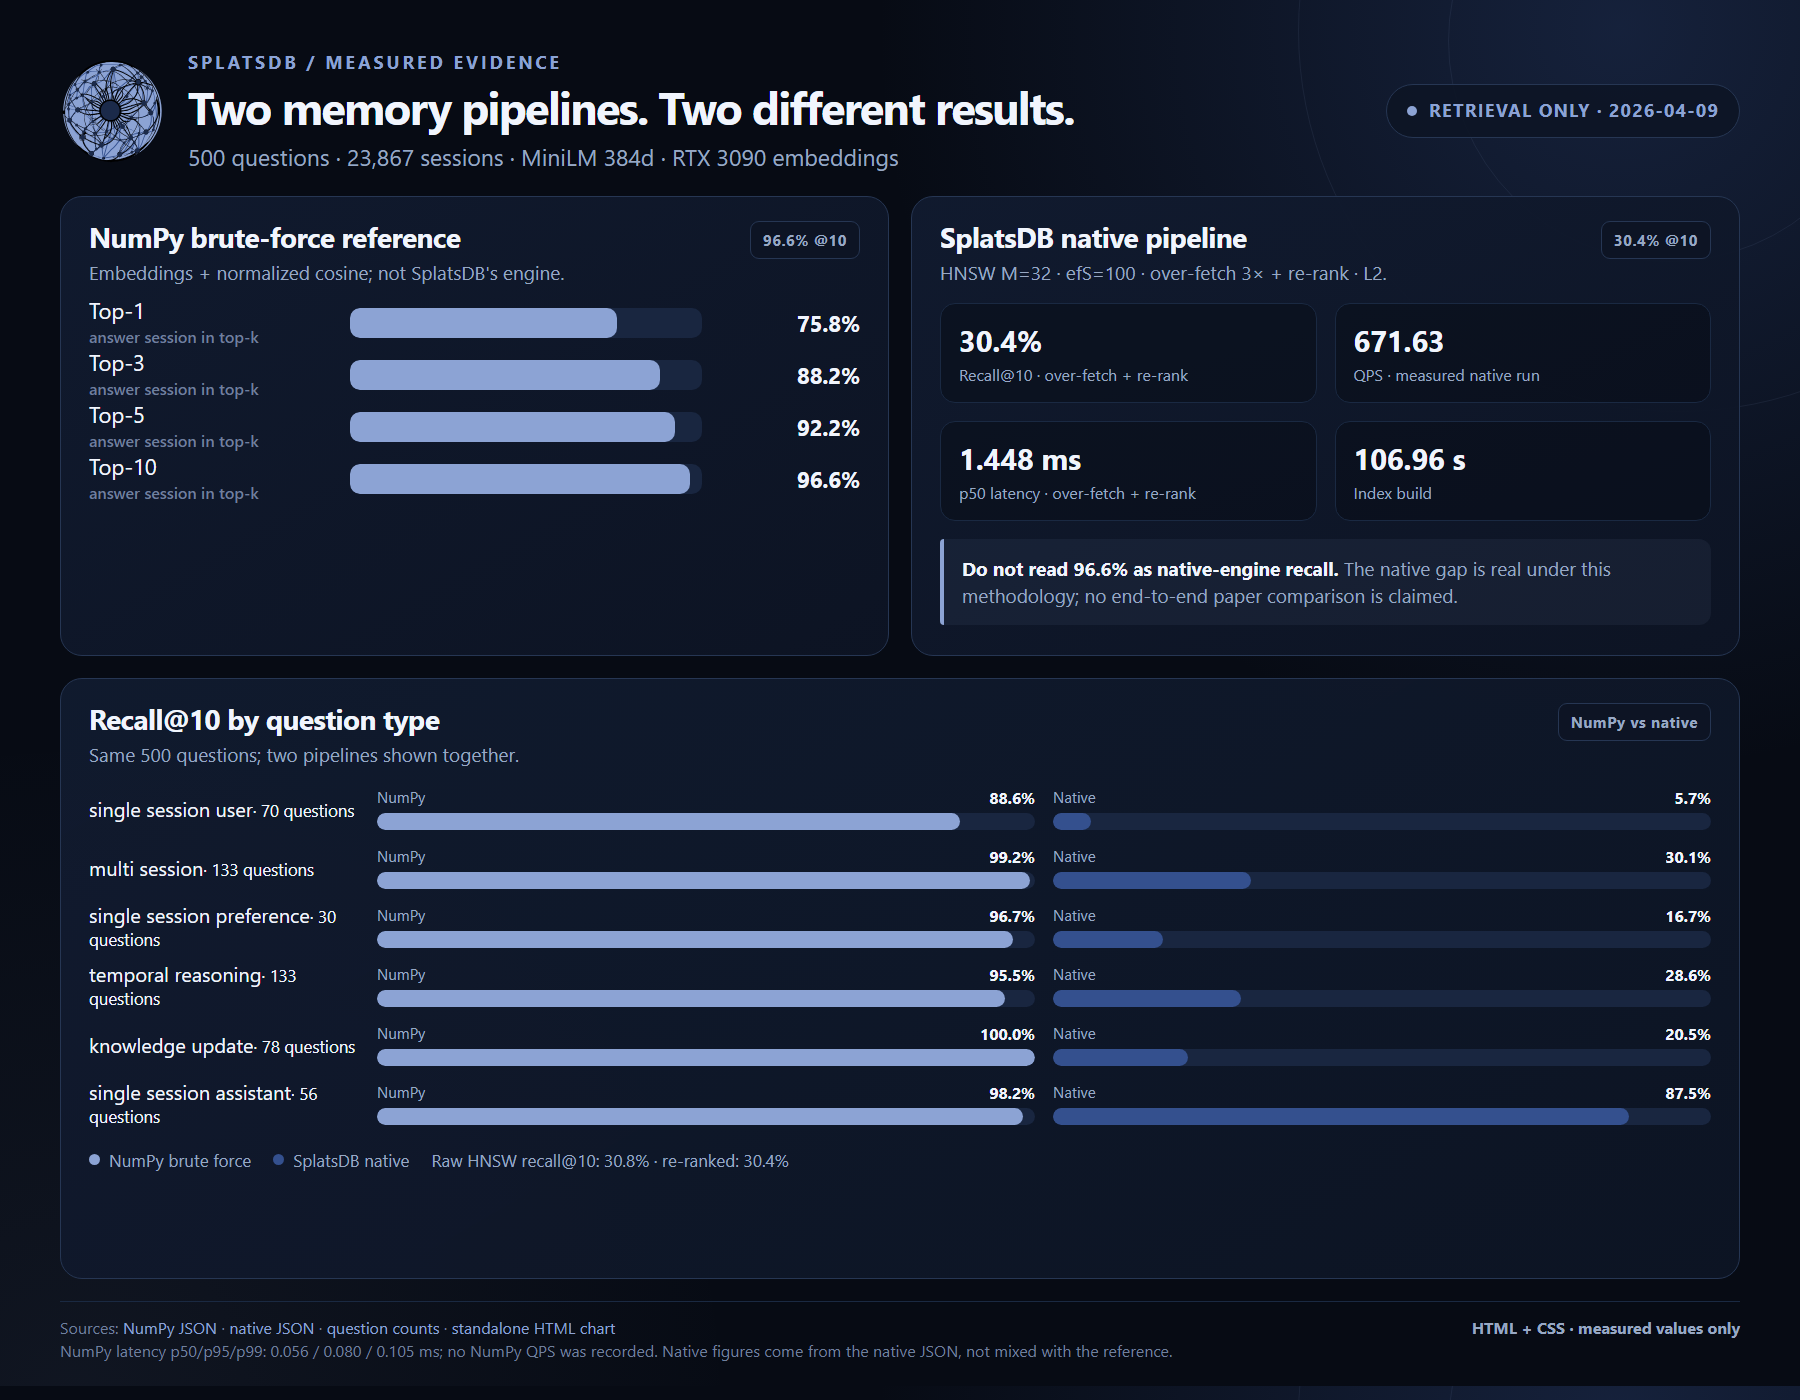 SPLATSDB / MEASURED EVIDENCE
Two memory pipelines. Two different results.
500 questions · 23,867 sessions · MiniLM 384d · RTX 3090 embeddings
RETRIEVAL ONLY · 2026-04-09
NumPy brute-force reference
96.6% @10
Embeddings + normalized cosine; not SplatsDB's engine.
Top-1
answer session in top-k
75.8%
Top-3
answer session in top-k
88.2%
Top-5
answer session in top-k
92.2%
Top-10
answer session in top-k
96.6%
SplatsDB native pipeline
30.4% @10
HNSW M=32 · efS=100 · over-fetch 3× + re-rank · L2.
30.4%
Recall@10 · over-fetch + re-rank
671.63
QPS · measured native run
1.448 ms
p50 latency · over-fetch + re-rank
106.96 s
Index build
Do not read 96.6% as native-engine recall. The native gap is real under this
methodology; no end-to-end paper comparison is claimed.
Recall@10 by question type
NumPy vs native
Same 500 questions; two pipelines shown together.
single session user· 70 questions
NumPy 88.6%
Native 5.7%
multi session· 133 questions
NumPy 99.2%
Native 30.1%
single session preference· 30
questions
NumPy 96.7%
Native 16.7%
temporal reasoning· 133
questions
NumPy 95.5%
Native 28.6%
knowledge update· 78 questions
NumPy 100.0%
Native 20.5%
single session assistant· 56
questions
NumPy 98.2%
Native 87.5%
NumPy brute force SplatsDB native Raw HNSW recall@10: 30.8% · re-ranked: 30.4%
Sources: NumPy JSON · native JSON · question counts · standalone HTML chart
HTML + CSS · measured values only
NumPy latency p50/p95/p99: 0.056 / 0.080 / 0.105 ms; no NumPy QPS was recorded. Native figures come from the native JSON, not mixed with the reference.